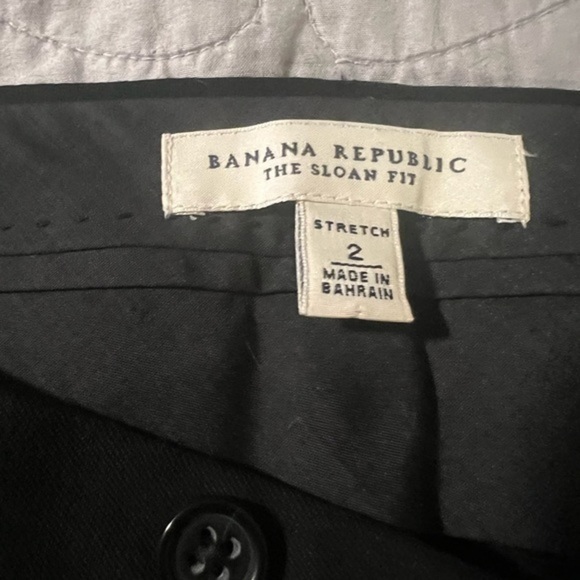 BANANA REPUBLIC
THE SLOAN FIT
STRETCH
2
MADE IN
BAHRAIN